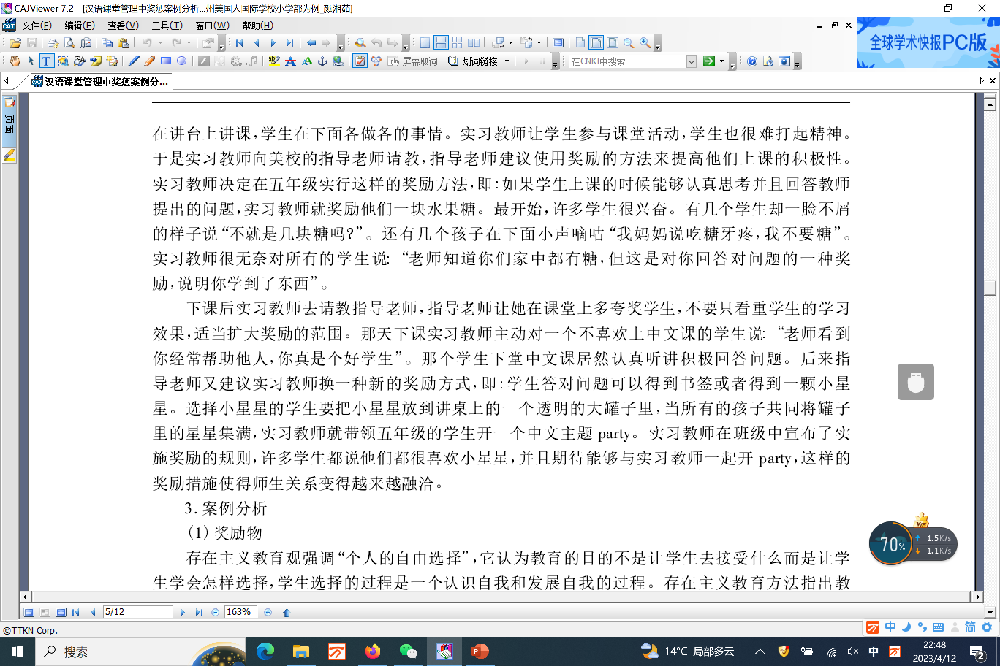 CAJViewer 7.2 - [汉语课堂管理中奖惩案例分析...州美国人国际学校小学部为例_颜湘茹]
文件(F) 编辑(E) 查看(V) 工具(T) 窗口(W) 帮助(H)
全球学术快报PC版
屏幕取词 划词链接 在CNKI中搜索
汉语课堂管理中奖惩案例分...
页面
在讲台上讲课,学生在下面各做各的事情。实习教师让学生参与课堂活动,学生也很难打起精神。
于是实习教师向美校的指导老师请教,指导老师建议使用奖励的方法来提高他们上课的积极性。
实习教师决定在五年级实行这样的奖励方法,即:如果学生上课的时候能够认真思考并且回答教师
提出的问题,实习教师就奖励他们一块水果糖。最开始,许多学生很兴奋。有几个学生却一脸不屑
的样子说“不就是几块糖吗?”。还有几个孩子在下面小声嘀咕“我妈妈说吃糖牙疼,我不要糖”。
实习教师很无奈对所有的学生说:“老师知道你们家中都有糖,但这是对你回答对问题的一种奖
励,说明你学到了东西”。
下课后实习教师去请教指导老师,指导老师让她在课堂上多夸奖学生,不要只看重学生的学习
效果,适当扩大奖励的范围。那天下课实习教师主动对一个不喜欢上中文课的学生说:“老师看到
你经常帮助他人,你真是个好学生”。那个学生下堂中文课居然认真听讲积极回答问题。后来指
导老师又建议实习教师换一种新的奖励方式,即:学生答对问题可以得到书签或者得到一颗小星
星。选择小星星的学生要把小星星放到讲桌上的一个透明的大罐子里,当所有的孩子共同将罐子
里的星星集满,实习教师就带领五年级的学生开一个中文主题 party。实习教师在班级中宣布了实
施奖励的规则,许多学生都说他们都很喜欢小星星,并且期待能够与实习教师一起开 party,这样的
奖励措施使得师生关系变得越来越融洽。
3. 案例分析
(1) 奖励物
存在主义教育观强调“个人的自由选择”,它认为教育的目的不是让学生去接受什么而是让学
生学会怎样选择,学生选择的过程是一个认识自我和发展自我的过程。存在主义教育方法指出教
VIP
70% 1.5K/s
1.1K/s
5/12 163%
©TTKN Corp.
中 简
搜索
14°C 局部多云
中
22:48
2023/4/12
2